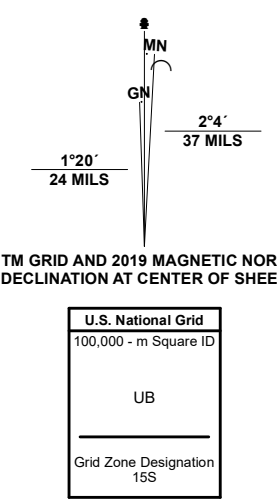 MN
GN
2°4´
37 MILS
1°20´
24 MILS
TM GRID AND 2019 MAGNETIC NOR
DECLINATION AT CENTER OF SHEE
U.S. National Grid
100,000 - m Square ID
UB
Grid Zone Designation
15S